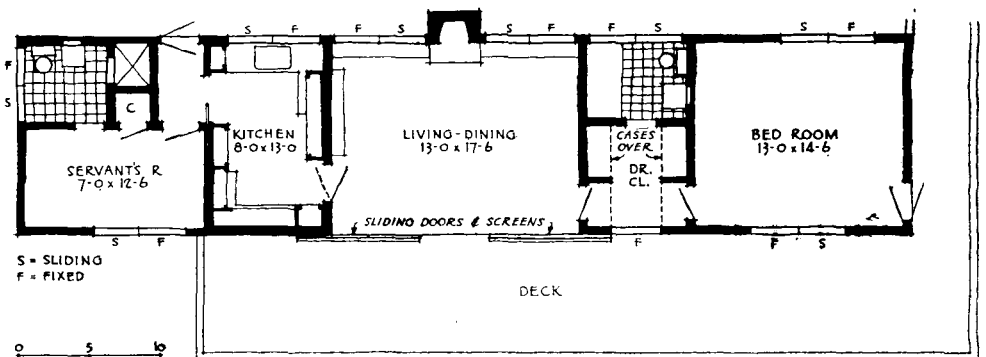 S F F S S F F S S F
F
S
C
KITCHEN
8-0 x 13-0
LIVING-DINING
13-0 x 17-6
CASES
OVER
DR.
CL.
BED ROOM
13-0 x 14-6
SERVANT'S R
7-0 x 12-6
SLIDING DOORS & SCREENS
S F F F S
S = SLIDING
F = FIXED
DECK
0 5 10